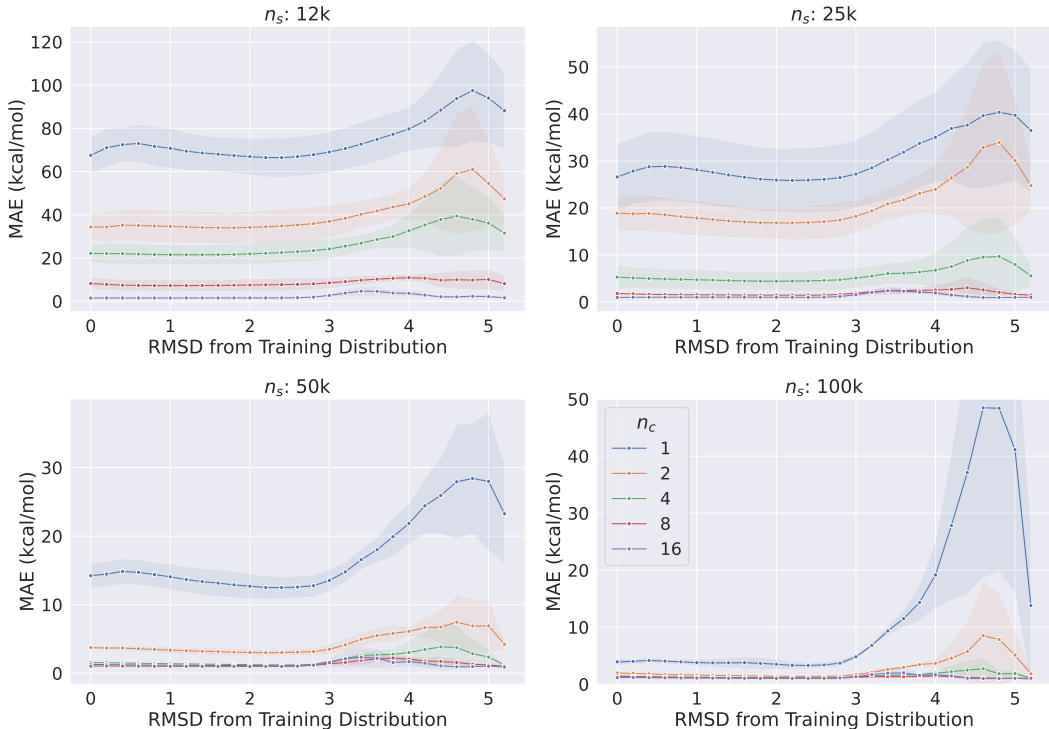 n_s: 12k
120
100
80
60
40
20
0
MAE (kcal/mol)
0 1 2 3 4 5
RMSD from Training Distribution
n_s: 25k
50
40
30
20
10
0
MAE (kcal/mol)
0 1 2 3 4 5
RMSD from Training Distribution
n_s: 50k
30
20
10
0
MAE (kcal/mol)
0 1 2 3 4 5
RMSD from Training Distribution
n_s: 100k
50
40
30
20
10
0
MAE (kcal/mol)
n_c
1
2
4
8
16
0 1 2 3 4 5
RMSD from Training Distribution